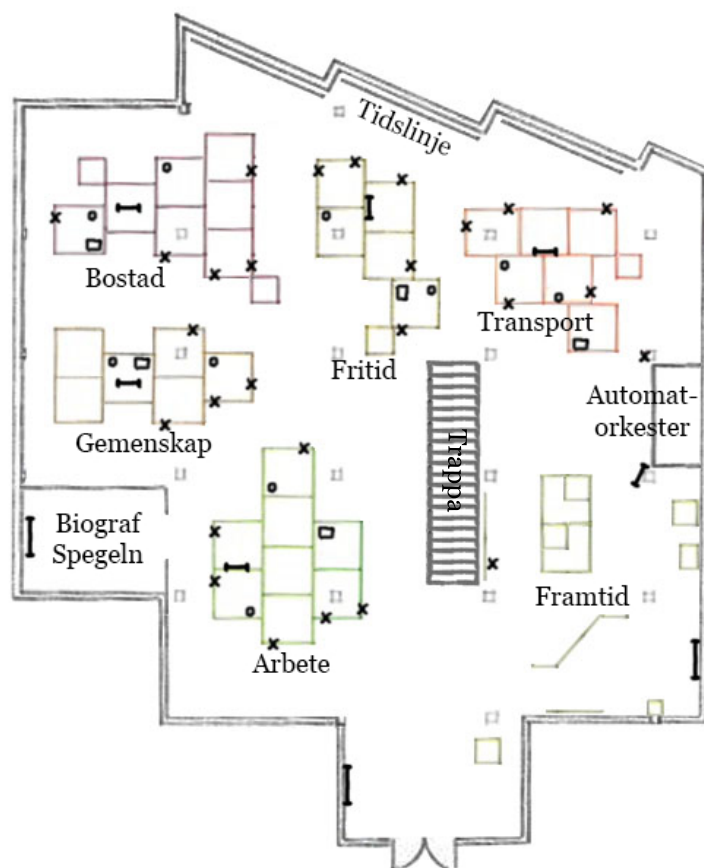 Tidslinje
Bostad
Fritid
Transport
Gemenskap
Automat-
orkester
Trappa
Biograf
Spegeln
Framtid
Arbete